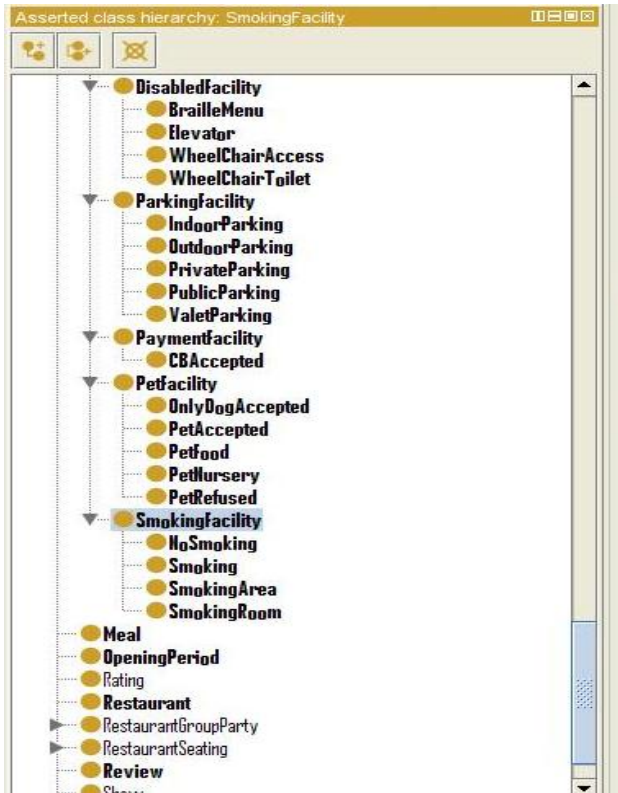 Asserted class hierarchy: SmokingFacility
DisabledFacility
BrailleMenu
Elevator
WheelChairAccess
WheelChairToilet
ParkingFacility
IndoorParking
OutdoorParking
PrivateParking
PublicParking
ValetParking
PaymentFacility
CBAccepted
PetFacility
OnlyDogAccepted
PetAccepted
PetFood
PetNursery
PetRefused
SmokingFacility
NoSmoking
Smoking
SmokingArea
SmokingRoom
Meal
OpeningPeriod
Rating
Restaurant
RestaurantGroupParty
RestaurantSeating
Review